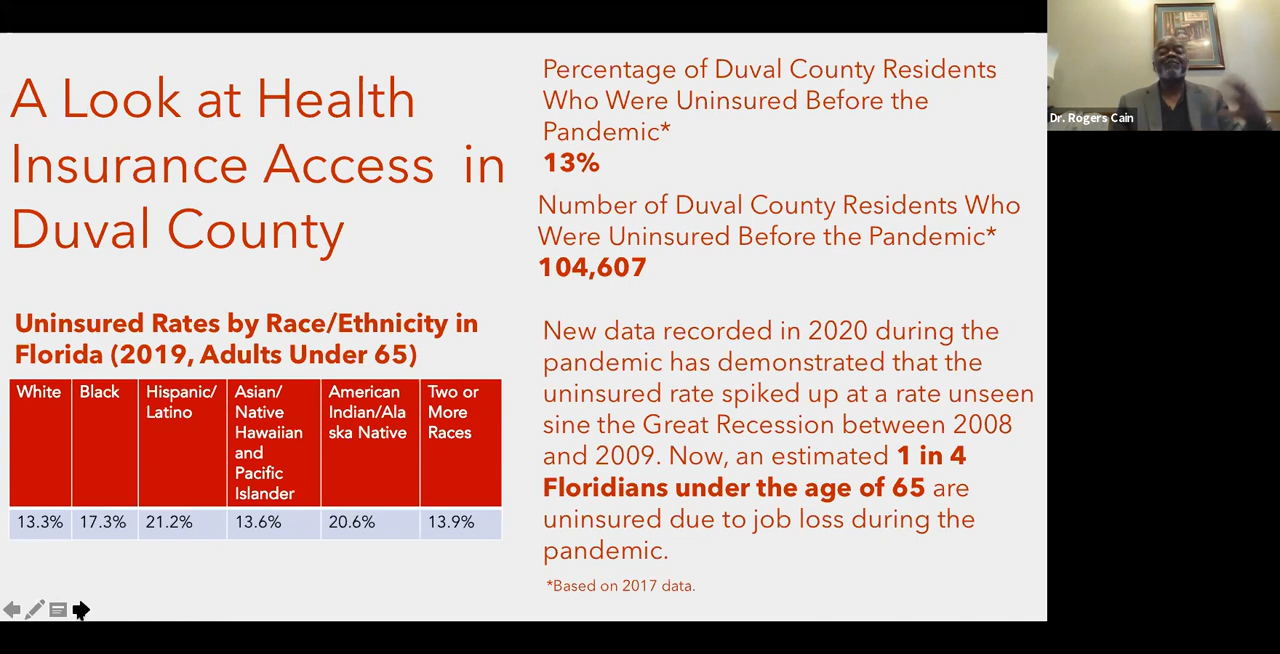 A Look at Health
Insurance Access in
Duval County
Uninsured Rates by Race/Ethnicity in
Florida (2019, Adults Under 65)
White
Black
Hispanic/
Latino
Asian/
Native
Hawaiian
and
Pacific
Islander
American
Indian/Ala
ska Native
Two or
More
Races
13.3%
17.3%
21.2%
13.6%
20.6%
13.9%
Percentage of Duval County Residents
Who Were Uninsured Before the
Pandemic*
13%
Number of Duval County Residents Who
Were Uninsured Before the Pandemic*
104,607
New data recorded in 2020 during the
pandemic has demonstrated that the
uninsured rate spiked up at a rate unseen
sine the Great Recession between 2008
and 2009. Now, an estimated 1 in 4
Floridians under the age of 65 are
uninsured due to job loss during the
pandemic.
*Based on 2017 data.
Dr. Rogers Cain